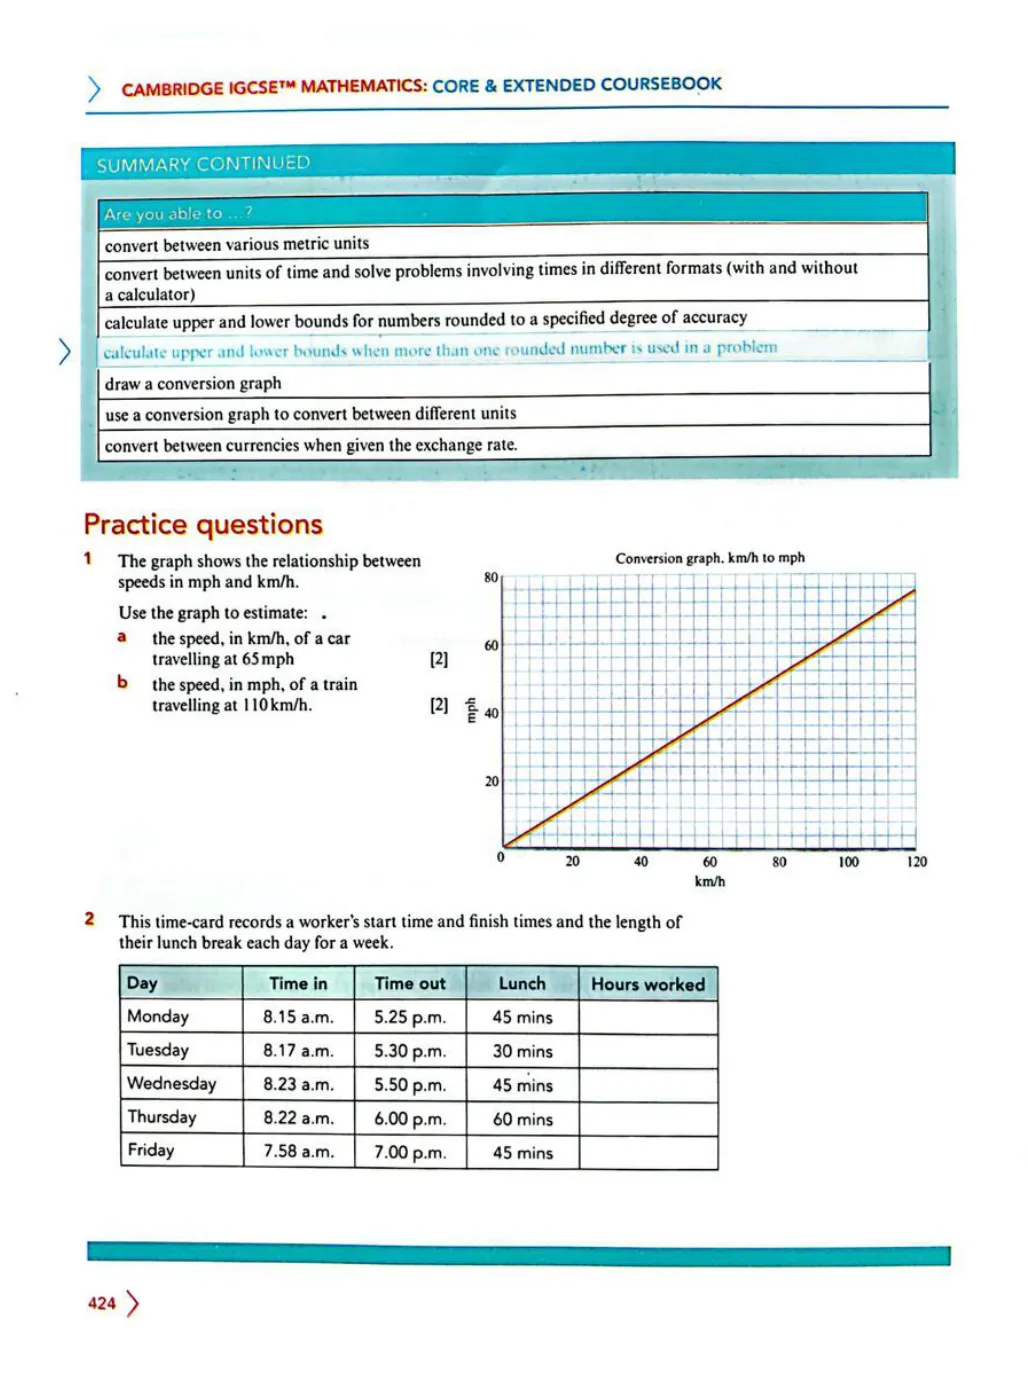 CAMBRIDGE IGCSE™ MATHEMATICS: CORE & EXTENDED COURSEBOOK
SUMMARY CONTINUED
Are you able to ...?
convert between various metric units
convert between units of time and solve problems involving times in different formats (with and without
a calculator)
calculate upper and lower bounds for numbers rounded to a specified degree of accuracy
calculate upper and lower bounds when more than one rounded number is used in a problem
draw a conversion graph
use a conversion graph to convert between different units
convert between currencies when given the exchange rate.
Practice questions
1 The graph shows the relationship between
speeds in mph and km/h.
Use the graph to estimate:
a the speed, in km/h, of a car
travelling at 65 mph [2]
b the speed, in mph, of a train
travelling at 110 km/h. [2]
Conversion graph, km/h to mph
80
60
40
20
mph
0 20 40 60 80 100 120
km/h
2 This time-card records a worker's start time and finish times and the length of
their lunch break each day for a week.
Day Time in Time out Lunch Hours worked
Monday 8.15 a.m. 5.25 p.m. 45 mins
Tuesday 8.17 a.m. 5.30 p.m. 30 mins
Wednesday 8.23 a.m. 5.50 p.m. 45 mins
Thursday 8.22 a.m. 6.00 p.m. 60 mins
Friday 7.58 a.m. 7.00 p.m. 45 mins
424